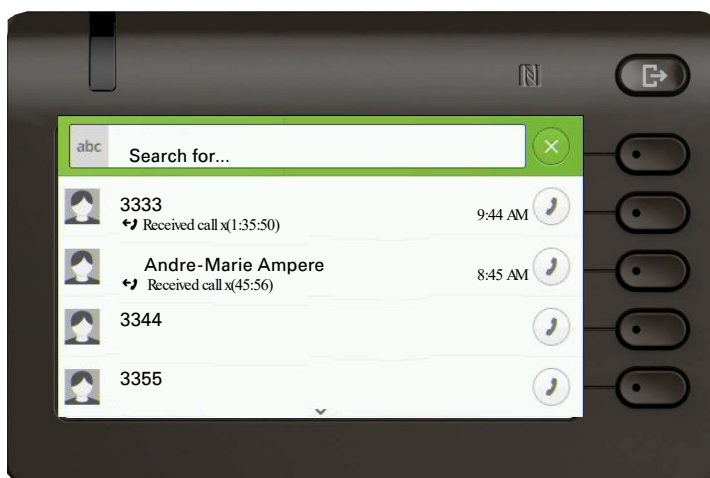 abc
Search for...
3333
Received call x(1:35:50)
9:44 AM
Andre-Marie Ampere
Received call x(45:56)
8:45 AM
3344
3355